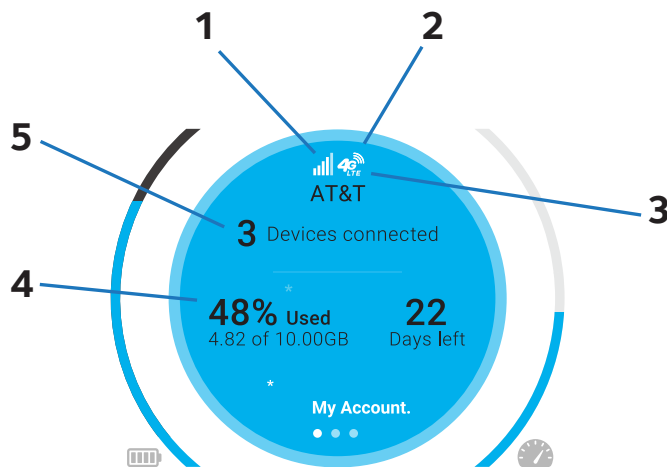 1
2
4G LTE
3
AT&T
5
3 Devices connected
*
4
48% Used
22
4.82 of 10.00GB
Days left
*
My Account.